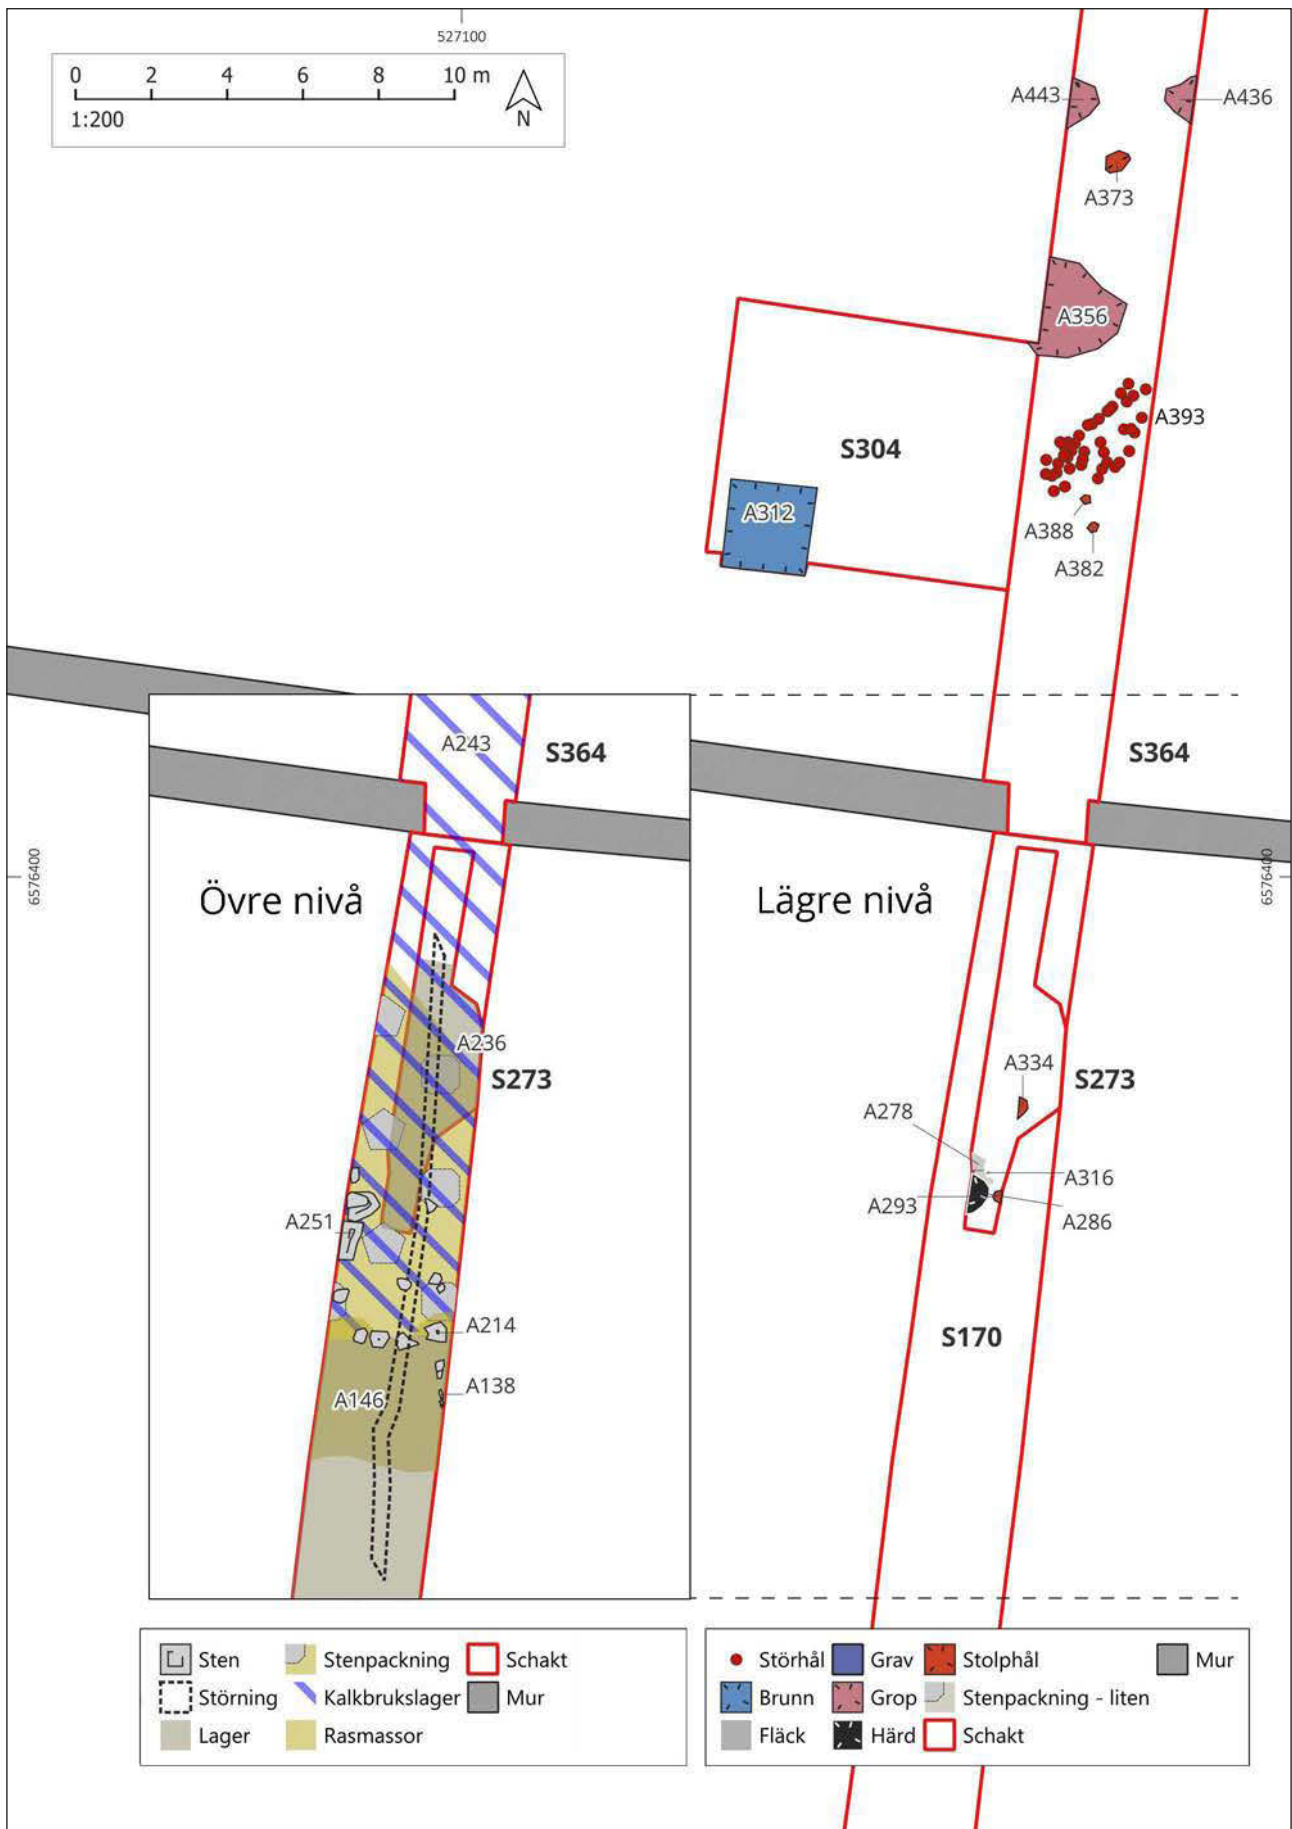 527100
0 2 4 6 8 10 m
1:200
N
A443
A436
A373
A356
A393
S304
A312
A388
A382
A243
S364
S364
6576400
6576400
Övre nivå
Lägre nivå
A236
S273
A334
S273
A278
A316
A293
A286
A251
A214
S170
A146
A138
Sten
Stenpackning
Schakt
Störning
Kalkbrukslager
Mur
Lager
Rasmassor
Störhål
Grav
Stolphål
Mur
Brunn
Grop
Stenpackning - liten
Fläck
Härd
Schakt